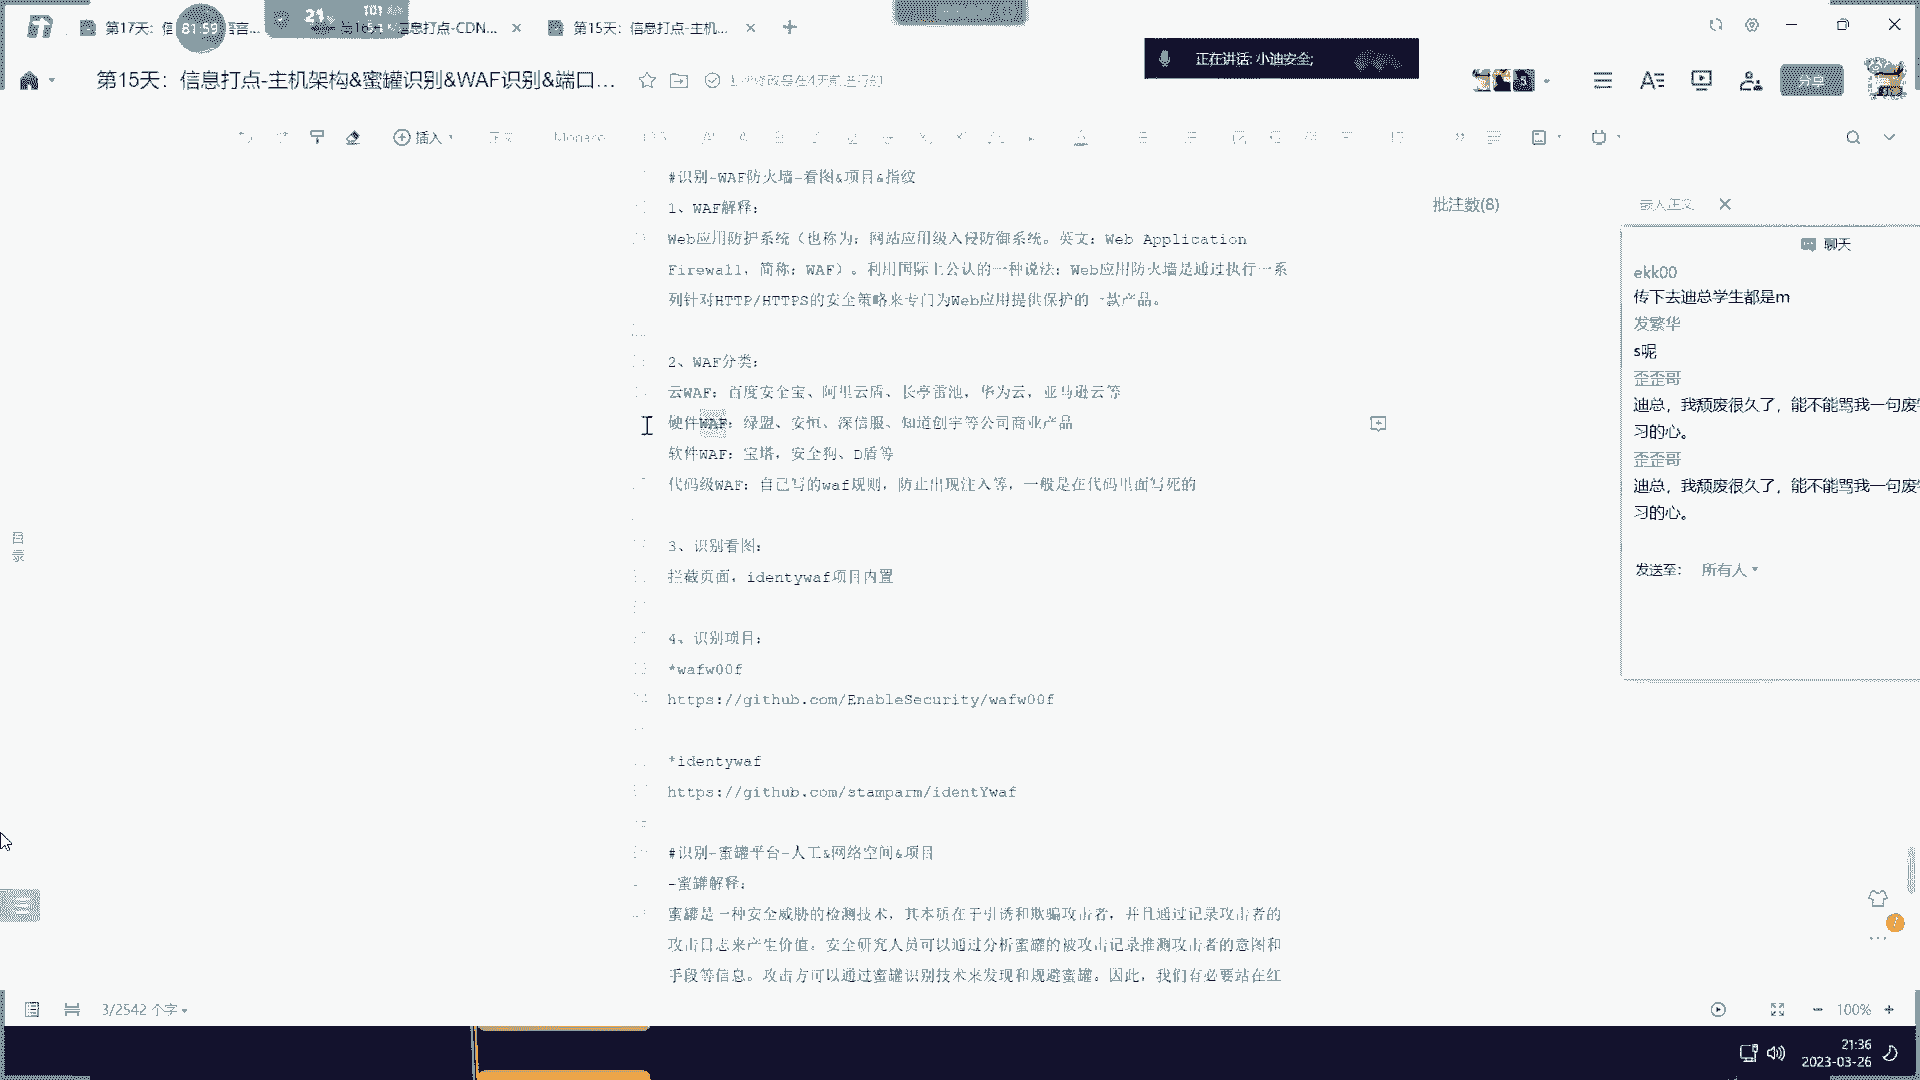 第17天：信
81:59
言...
21
101
信息打点-CDN...
第15天：信息打点-主机...
第15天：信息打点-主机架构&蜜罐识别&WAF识别&端口...
正在讲话: 小迪安全;
分享
插入
正文
Monaco
#识别-WAF防火墙-看图&项目&指纹
1、WAF解释：
Web应用防护系统（也称为：网站应用级入侵防御系统。英文：Web Application
Firewall，简称：WAF）。利用国际上公认的一种说法：Web应用防火墙是通过执行一系
列针对HTTP/HTTPS的安全策略来专门为Web应用提供保护的一款产品。
2、WAF分类：
云WAF：百度安全宝、阿里云盾、长亭雷池，华为云，亚马逊云等
硬件WAF：绿盟、安恒、深信服、知道创宇等公司商业产品
软件WAF：宝塔，安全狗、D盾等
代码级WAF：自己写的waf规则，防止出现注入等，一般是在代码里面写死的
3、识别看图：
拦截页面，identywaf项目内置
4、识别项目：
*wafw00f
https://github.com/EnableSecurity/wafw00f
*identywaf
https://github.com/stamparm/identYwaf
#识别-蜜罐平台-人工&网络空间&项目
-蜜罐解释：
蜜罐是一种安全威胁的检测技术，其本质在于引诱和欺骗攻击者，并且通过记录攻击者的
攻击日志来产生价值。安全研究人员可以通过分析蜜罐的被攻击记录推测攻击者的意图和
手段等信息。攻击方可以通过蜜罐识别技术来发现和规避蜜罐。因此，我们有必要站在红
批注数(8)
嵌入正文
聊天
ekk00
传下去迪总学生都是m
发繁华
s呢
歪歪哥
迪总，我颓废很久了，能不能骂我一句废
习的心。
歪歪哥
迪总，我颓废很久了，能不能骂我一句废
习的心。
发送至：
所有人
目
录
3/2542 个字
100%
21:36
2023-03-26